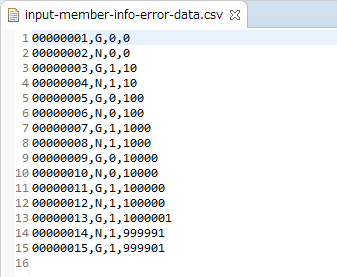 input-member-info-error-data.csv
1 00000001,G,0,0
2 00000002,N,0,0
3 00000003,G,1,10
4 00000004,N,1,10
5 00000005,G,0,100
6 00000006,N,0,100
7 00000007,G,1,1000
8 00000008,N,1,1000
9 00000009,G,0,10000
10 00000010,N,0,10000
11 00000011,G,1,100000
12 00000012,N,1,100000
13 00000013,G,1,1000001
14 00000014,N,1,999991
15 00000015,G,1,999901
16